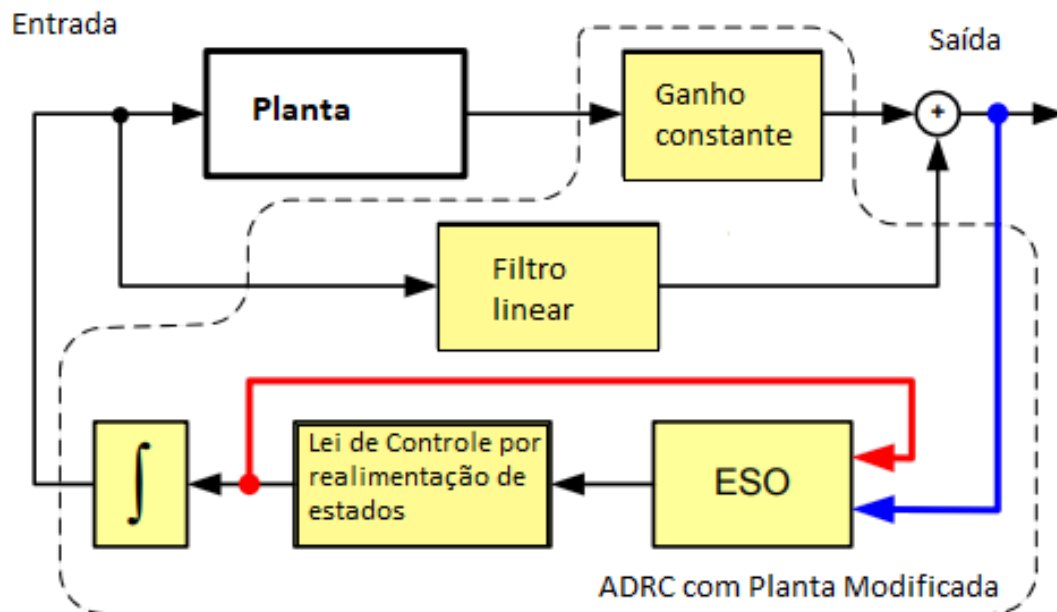 Entrada
Saída
Planta
Ganho
constante
+
Filtro
linear
∫
Lei de Controle por
realimentação de
estados
ESO
ADRC com Planta Modificada